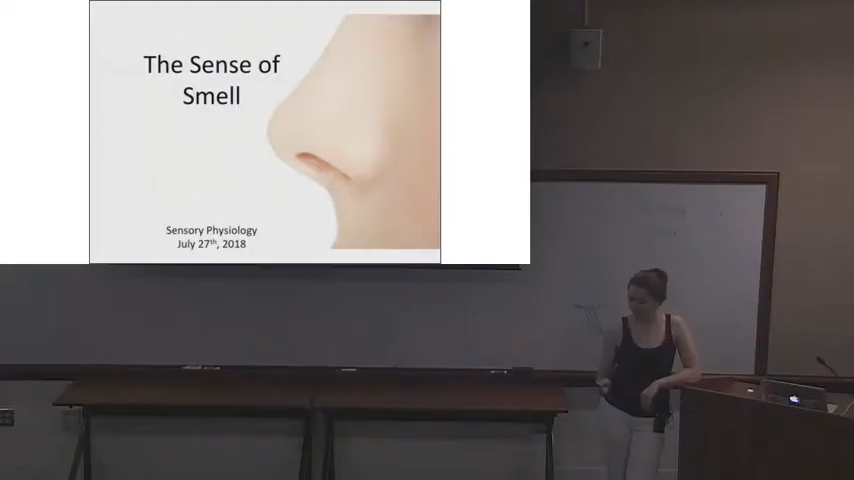 The Sense of
Smell
Sensory Physiology
July 27th, 2018